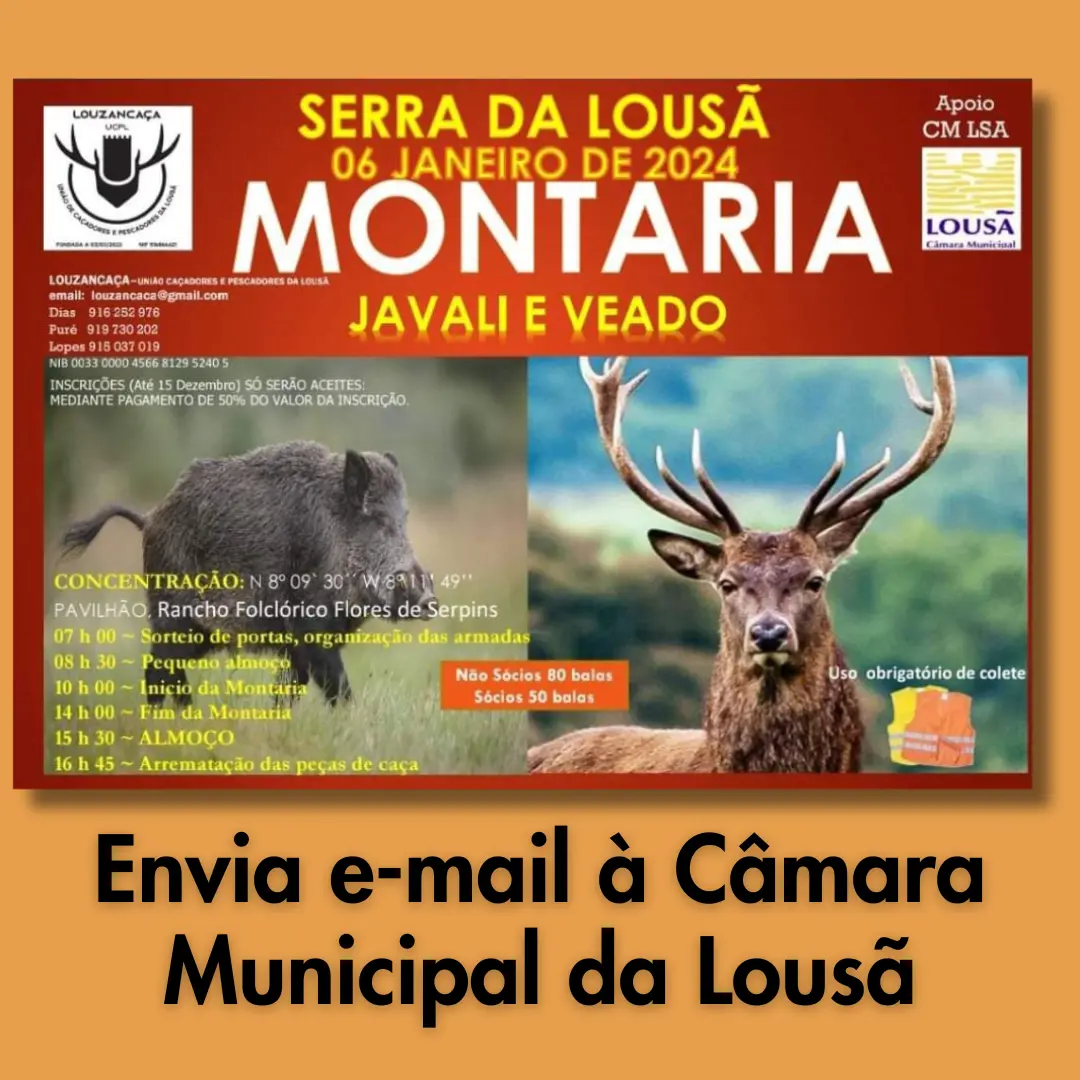 LOUZANCAÇA
UCPL
UNIÃO DE CAÇADORES E PESCADORES DA LOUSÃ
SERRA DA LOUSÃ
06 JANEIRO DE 2024
MONTARIA
JAVALI E VEADO
Apoio
CM LSA
LOUSÃ
Câmara Municipal
LOUZANCAÇA-UNIÃO CAÇADORES E PESCADORES DA LOUSÃ
email: louzancaca@gmail.com
Dias 916 252 976
Puré 919 730 202
Lopes 915 037 019
NIB 0033 0000 4566 8129 5240 5
INSCRIÇÕES (Até 15 Dezembro) SÓ SERÃO ACEITES:
MEDIANTE PAGAMENTO DE 50% DO VALOR DA INSCRIÇÃO.
CONCENTRAÇÃO: N 8º 09` 30´´ W 8º 11' 49''
PAVILHÃO. Rancho Folclórico Flores de Serpins
07 h 00 ~ Sorteio de portas, organização das armadas
08 h 30 ~ Pequeno almoço
10 h 00 ~ Inicio da Montaria
14 h 00 ~ Fim da Montaria
15 h 30 ~ ALMOÇO
16 h 45 ~ Arrematação das peças de caça
Não Sócios 80 balas
Sócios 50 balas
Uso obrigatório de colete
Envia e-mail à Câmara
Municipal da Lousã